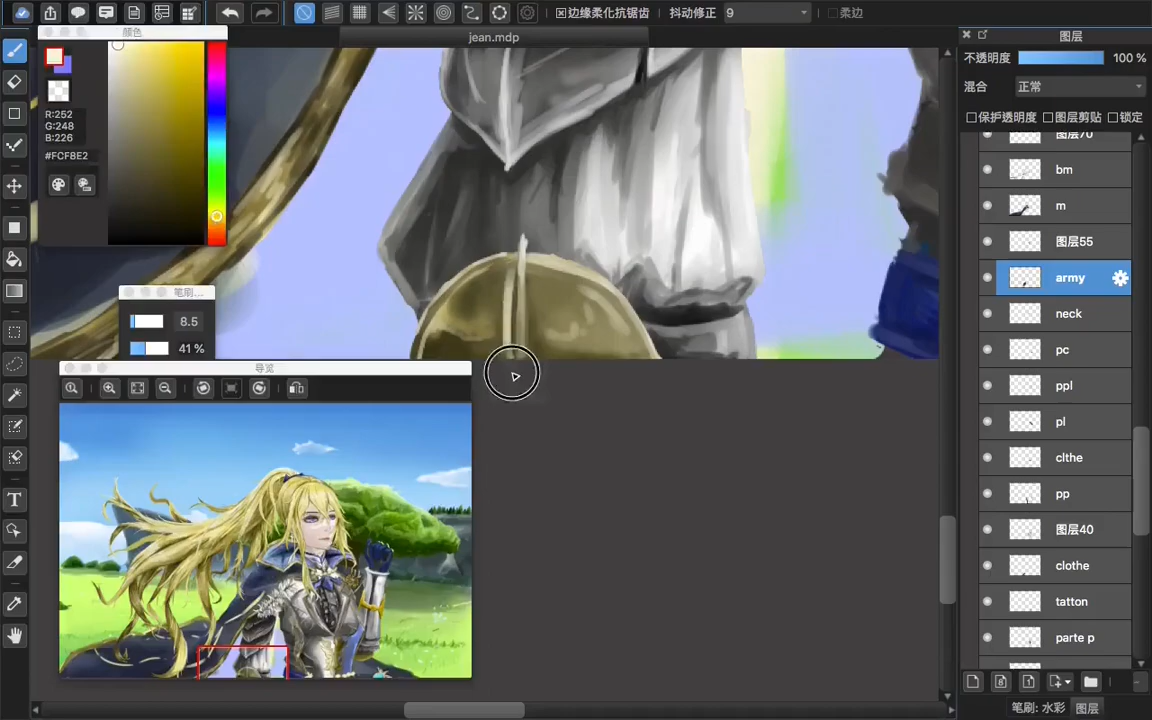 边缘柔化抗锯齿
抖动修正
9
柔边
颜色
jean.mdp
图层
不透明度
100 %
混合
正常
保护透明度
图层剪贴
锁定
R:252
G:248
B:226
#FCF8E2
图层70
bm
m
图层55
army
neck
pc
ppl
pl
clthe
pp
图层40
clothe
tatton
parte p
笔刷...
8.5
41 %
导览
T
笔刷: 水彩
图层